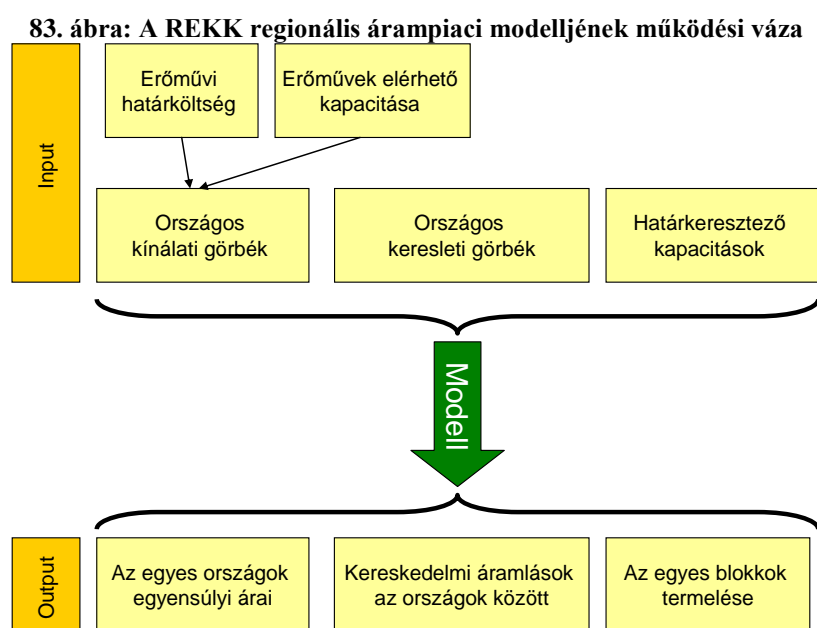 83. ábra: A REKK regionális árampiaci modelljének működési váza
Input
Erőművi
határköltség
Erőművek elérhető
kapacitása
Országos
kínálati görbék
Országos
keresleti görbék
Határkeresztező
kapacitások
Modell
Output
Az egyes országok
egyensúlyi árai
Kereskedelmi áramlások
az országok között
Az egyes blokkok
termelése